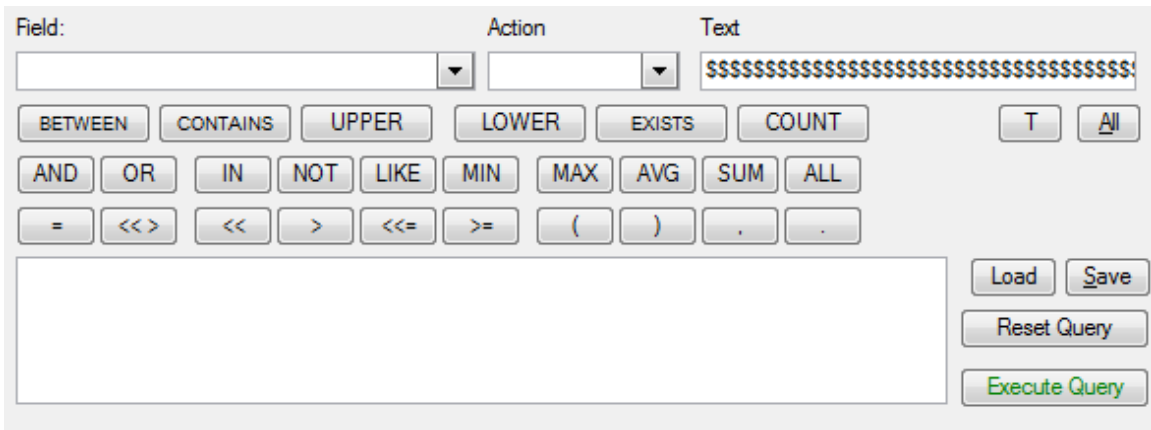 Field: Action Text
$$$$$$$$$$$$$$$$$$$$$$$$$$$$$$$$$$$$
BETWEEN CONTAINS UPPER LOWER EXISTS COUNT T All
AND OR IN NOT LIKE MIN MAX AVG SUM ALL
= <<> << > <<= >= ( ) , .
Load Save
Reset Query
Execute Query